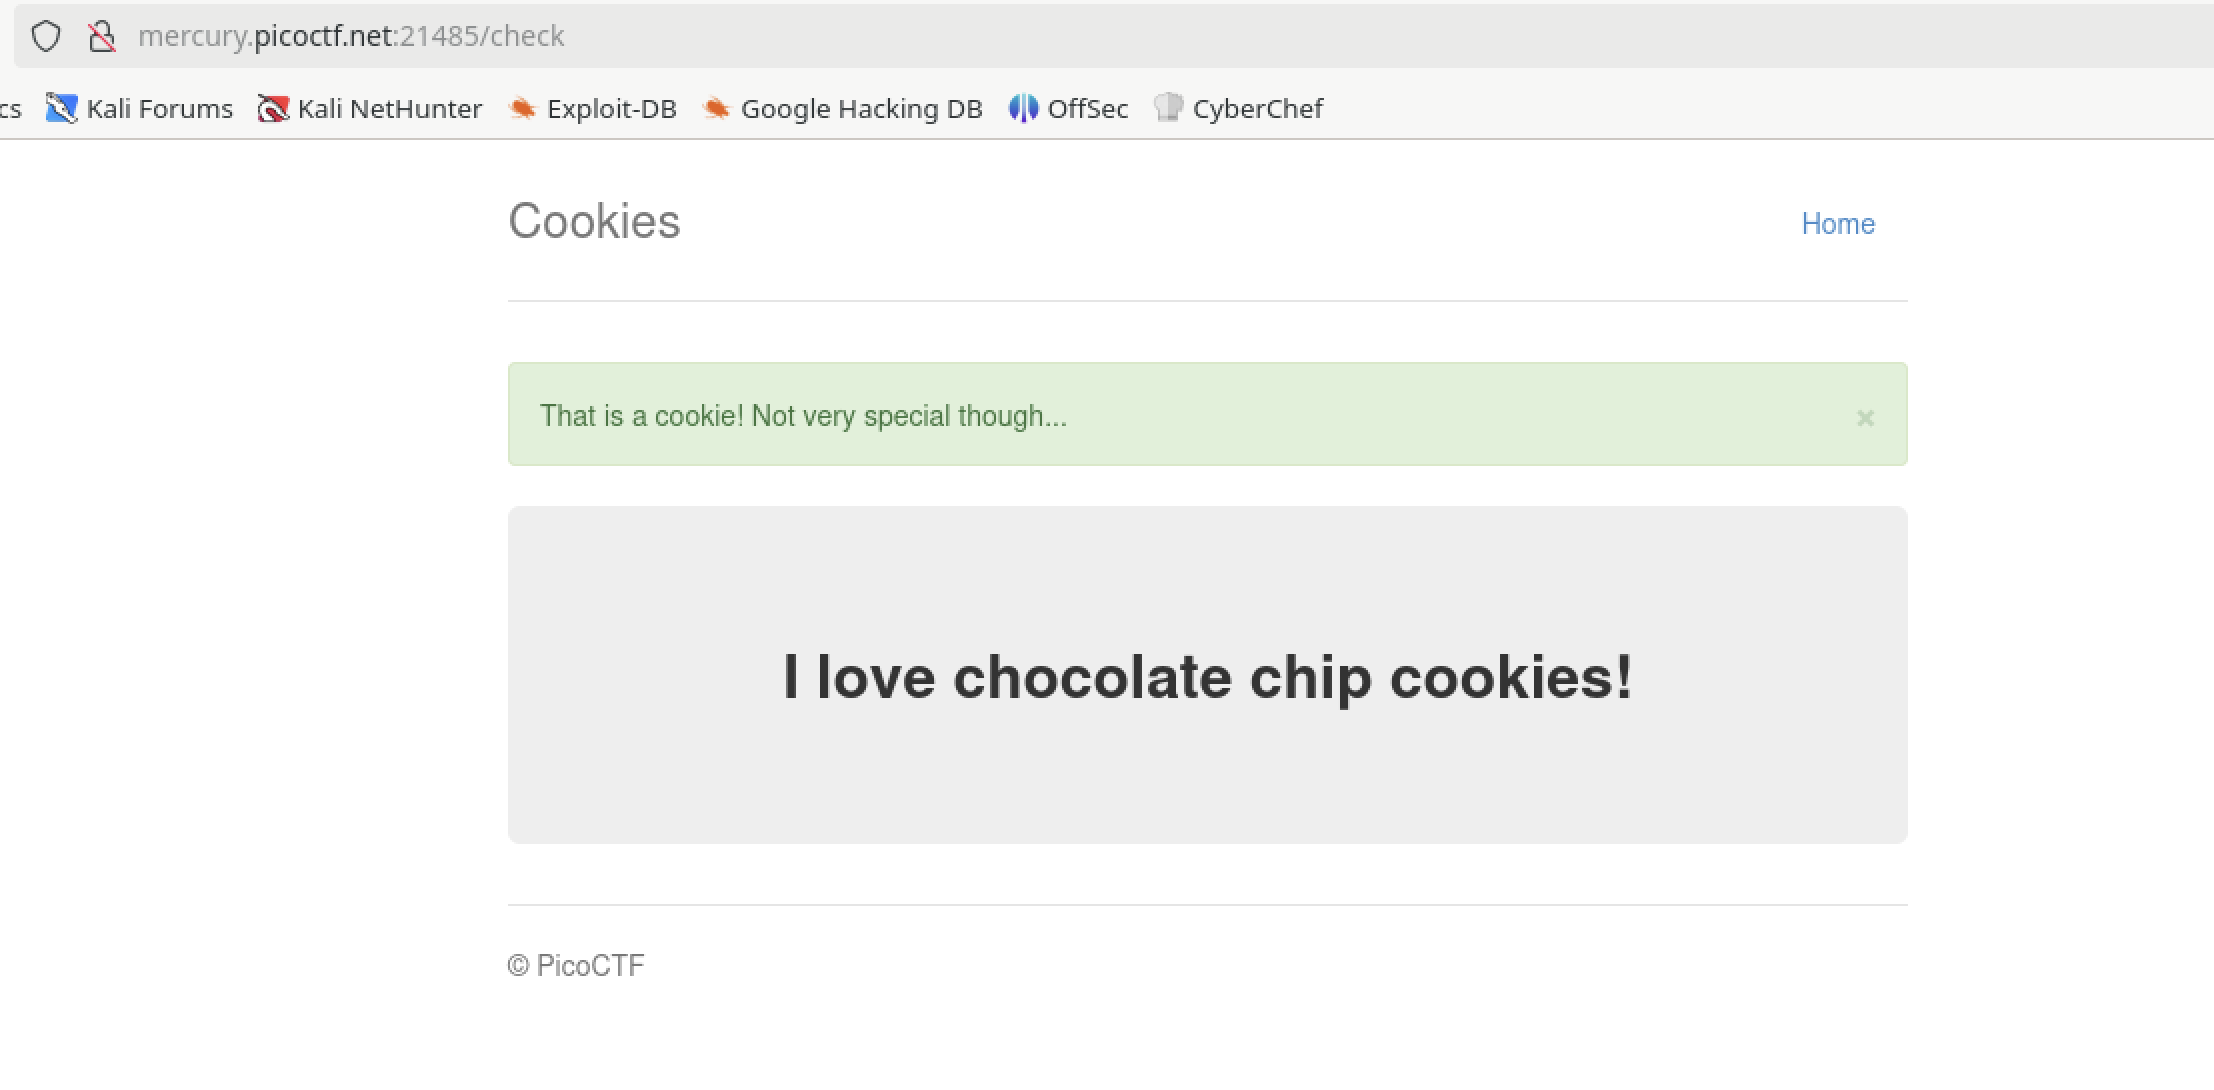 mercury.picoctf.net:21485/check
cs Kali Forums Kali NetHunter Exploit-DB Google Hacking DB OffSec CyberChef
Cookies Home
That is a cookie! Not very special though... ×
I love chocolate chip cookies!
© PicoCTF